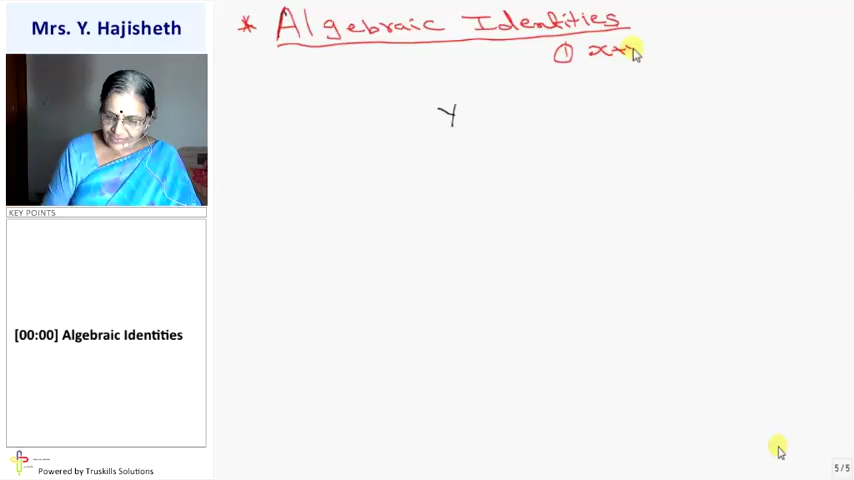 Mrs. Y. Hajisheth
* Algebraic Identities
① x+
Y
KEY POINTS
[00:00] Algebraic Identities
Powered by Truskills Solutions
5/5